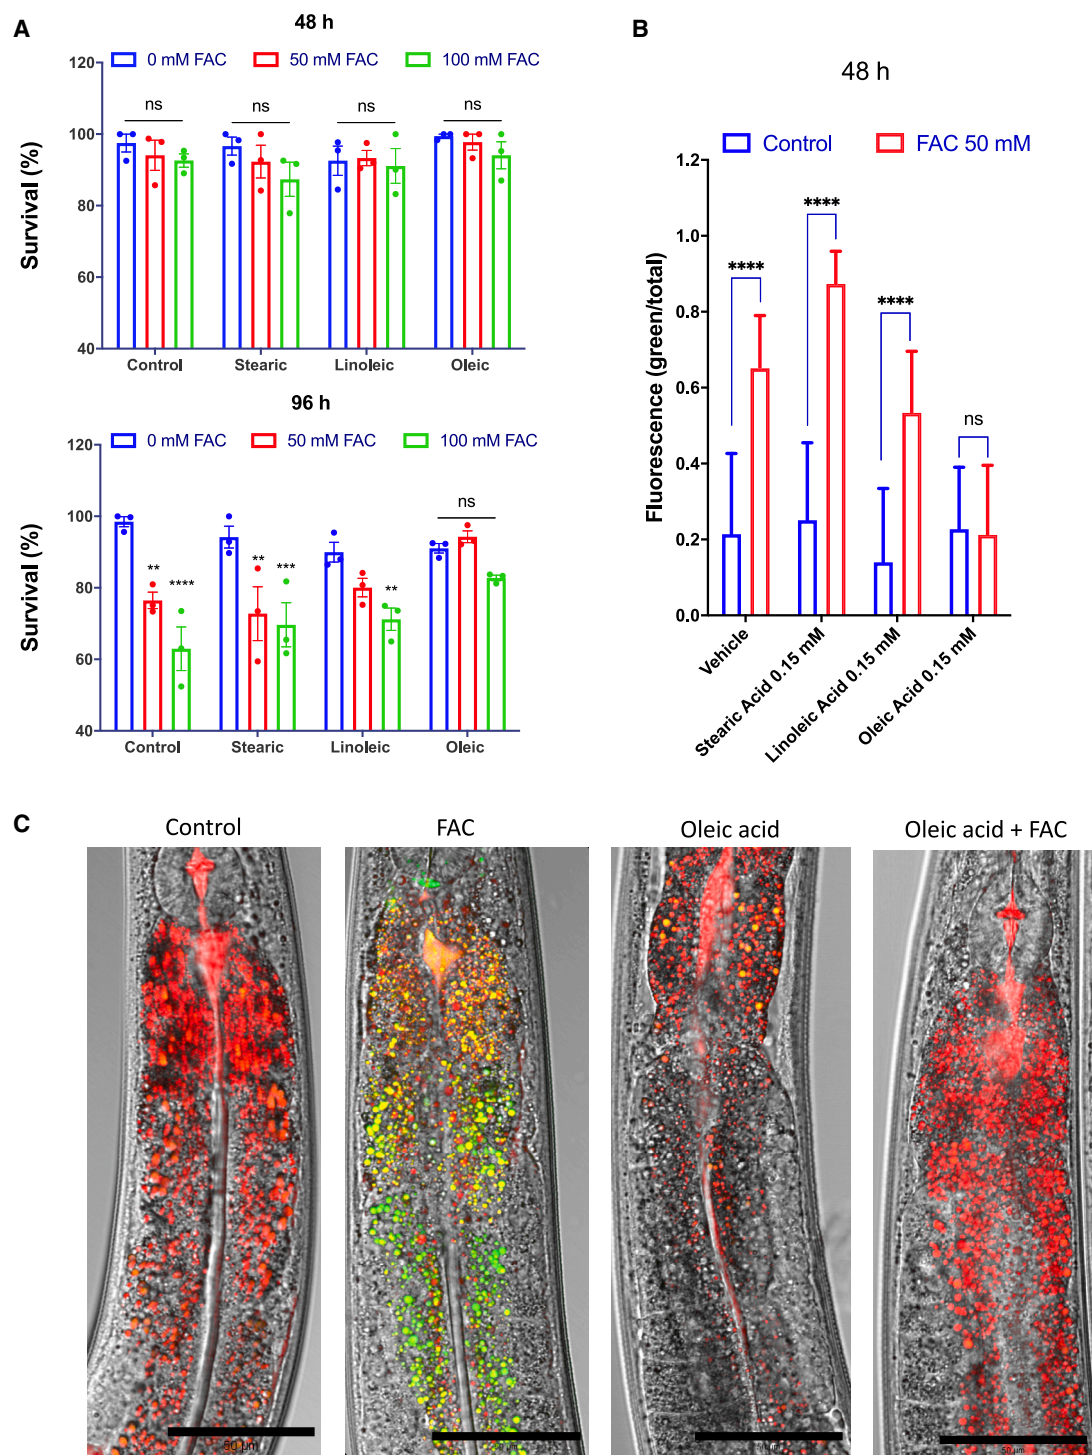 A
48 h
0 mM FAC 50 mM FAC 100 mM FAC
Survival (%)
120
100
80
60
40
ns ns ns ns
Control Stearic Linoleic Oleic
96 h
0 mM FAC 50 mM FAC 100 mM FAC
Survival (%)
120
100
80
60
40
** **** ** *** ** ns
Control Stearic Linoleic Oleic
B
48 h
Control FAC 50 mM
Fluorescence (green/total)
1.2
1.0
0.8
0.6
0.4
0.2
0.0
**** **** **** ns
Vehicle
Stearic Acid 0.15 mM
Linoleic Acid 0.15 mM
Oleic Acid 0.15 mM
C
Control FAC Oleic acid Oleic acid + FAC
50 µm
50 µm